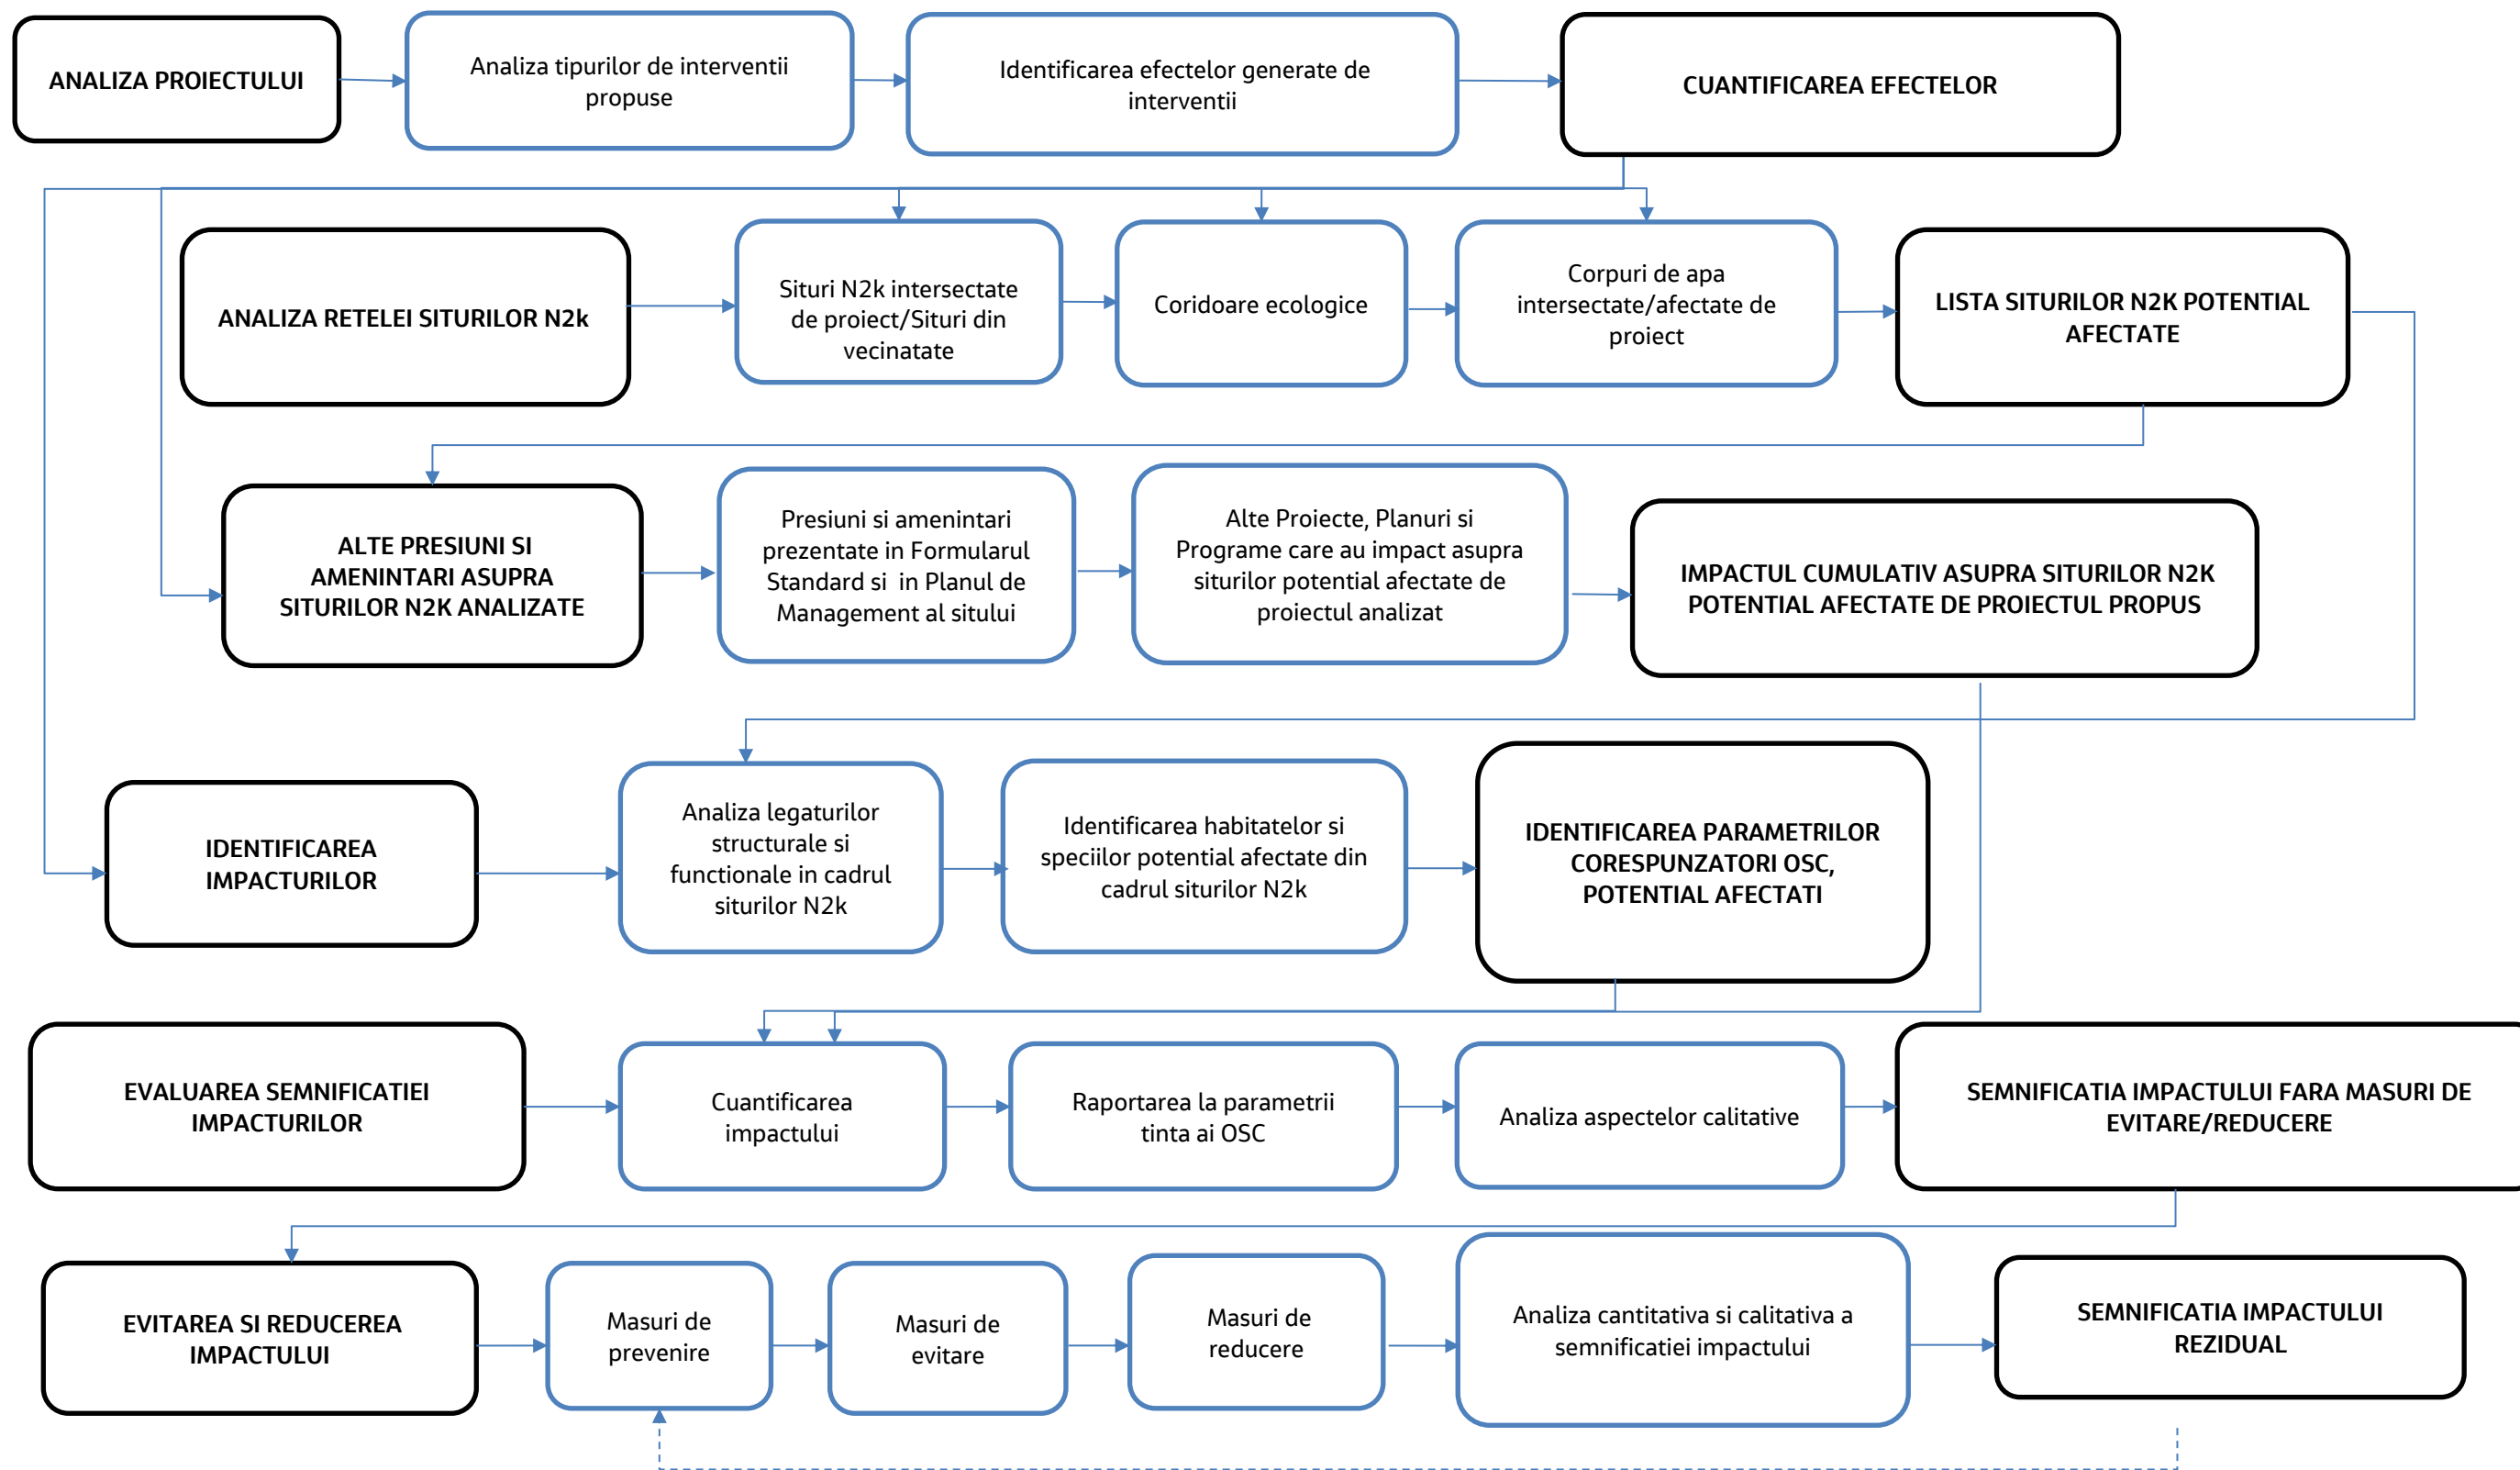 ANALIZA PROIECTULUI
Analiza tipurilor de interventii
propuse
Identificarea efectelor generate de
interventii
CUANTIFICAREA EFECTELOR
ANALIZA RETELEI SITURILOR N2k
Situri N2k intersectate
de proiect/Situri din
vecinatate
Coridoare ecologice
Corpuri de apa
intersectate/afectate de
proiect
LISTA SITURILOR N2K POTENTIAL
AFECTATE
ALTE PRESIUNI SI
AMENINTARI ASUPRA
SITURILOR N2K ANALIZATE
Presiuni si amenintari
prezentate in Formularul
Standard si in Planul de
Management al sitului
Alte Proiecte, Planuri si
Programe care au impact asupra
siturilor potential afectate de
proiectul analizat
IMPACTUL CUMULATIV ASUPRA SITURILOR N2K
POTENTIAL AFECTATE DE PROIECTUL PROPUS
IDENTIFICAREA
IMPACTURILOR
Analiza legaturilor
structurale si
functionale in cadrul
siturilor N2k
Identificarea habitatelor si
speciilor potential afectate din
cadrul siturilor N2k
IDENTIFICAREA PARAMETRILOR
CORESPUNZATORI OSC,
POTENTIAL AFECTATI
EVALUAREA SEMNIFICATIEI
IMPACTURILOR
Cuantificarea
impactului
Raportarea la parametrii
tinta ai OSC
Analiza aspectelor calitative
SEMNIFICATIA IMPACTULUI FARA MASURI DE
EVITARE/REDUCERE
EVITAREA SI REDUCEREA
IMPACTULUI
Masuri de
prevenire
Masuri de
evitare
Masuri de
reducere
Analiza cantitativa si calitativa a
semnificatiei impactului
SEMNIFICATIA IMPACTULUI
REZIDUAL